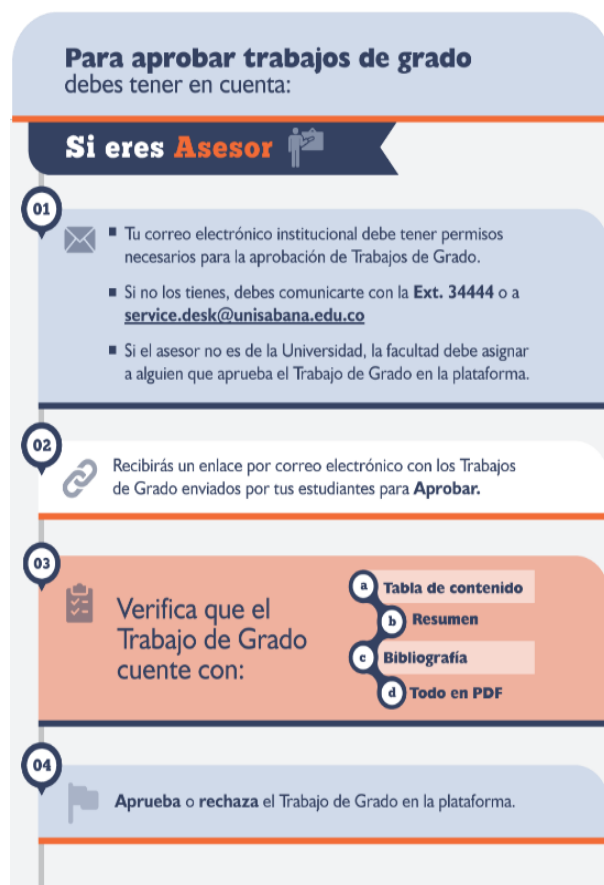 Para aprobar trabajos de grado
debes tener en cuenta:
Si eres Asesor
01
▪ Tu correo electrónico institucional debe tener permisos
necesarios para la aprobación de Trabajos de Grado.
▪ Si no los tienes, debes comunicarte con la Ext. 34444 o a
service.desk@unisabana.edu.co
▪ Si el asesor no es de la Universidad, la facultad debe asignar
a alguien que aprueba el Trabajo de Grado en la plataforma.
02
Recibirás un enlace por correo electrónico con los Trabajos
de Grado enviados por tus estudiantes para Aprobar.
03
Verifica que el
Trabajo de Grado
cuente con:
a Tabla de contenido
b Resumen
c Bibliografía
d Todo en PDF
04
Aprueba o rechaza el Trabajo de Grado en la plataforma.